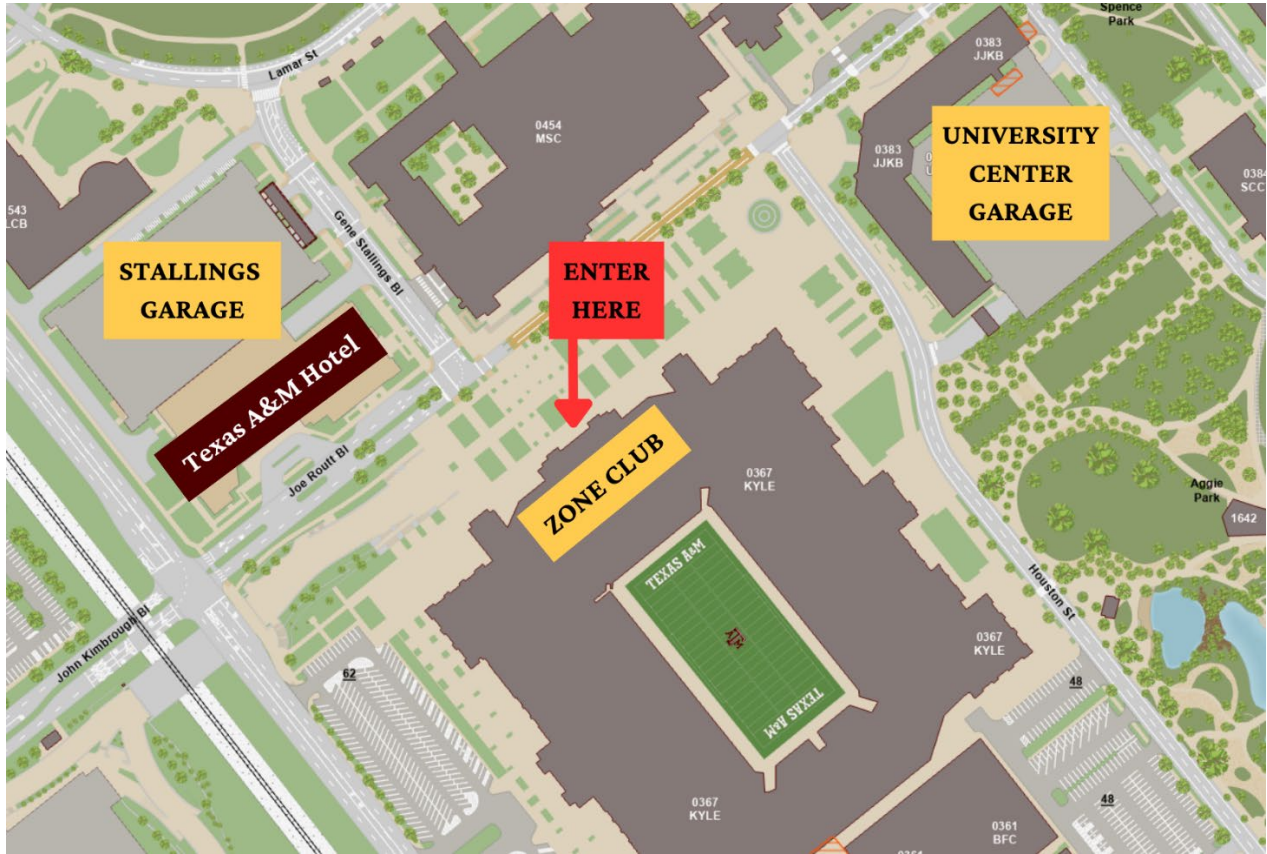 Spence
Park
Lamar St
0383
JJKB
0454
MSC
UNIVERSITY
CENTER
GARAGE
0383
JJKB
0384
SCC
543
LCB
Gene Stallings Bl
STALLINGS
GARAGE
ENTER
HERE
Texas A&M Hotel
Joe Routt Bl
ZONE CLUB
0367
KYLE
Aggie
Park
1642
TEXAS A&M
ATM
TEXAS A&M
Houston St
John Kimbrough Bl
0367
KYLE
62
48
48
0367
KYLE
0361
BFC